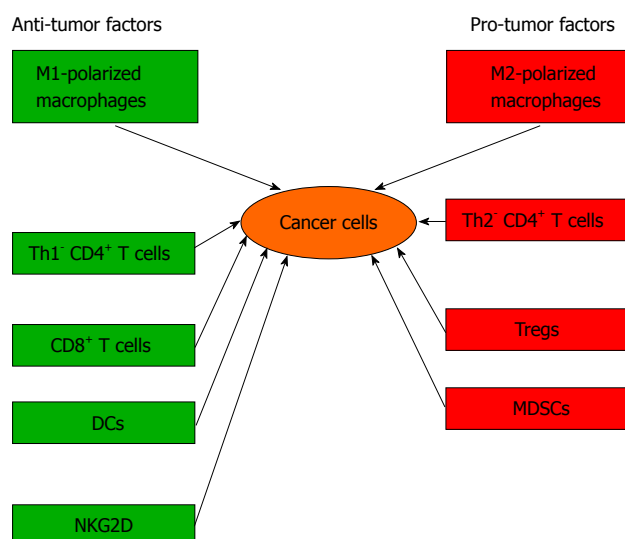 Anti-tumor factors
Pro-tumor factors
M1-polarized
macrophages
M2-polarized
macrophages
Cancer cells
Th1⁻ CD4⁺ T cells
Th2⁻ CD4⁺ T cells
CD8⁺ T cells
Tregs
DCs
MDSCs
NKG2D